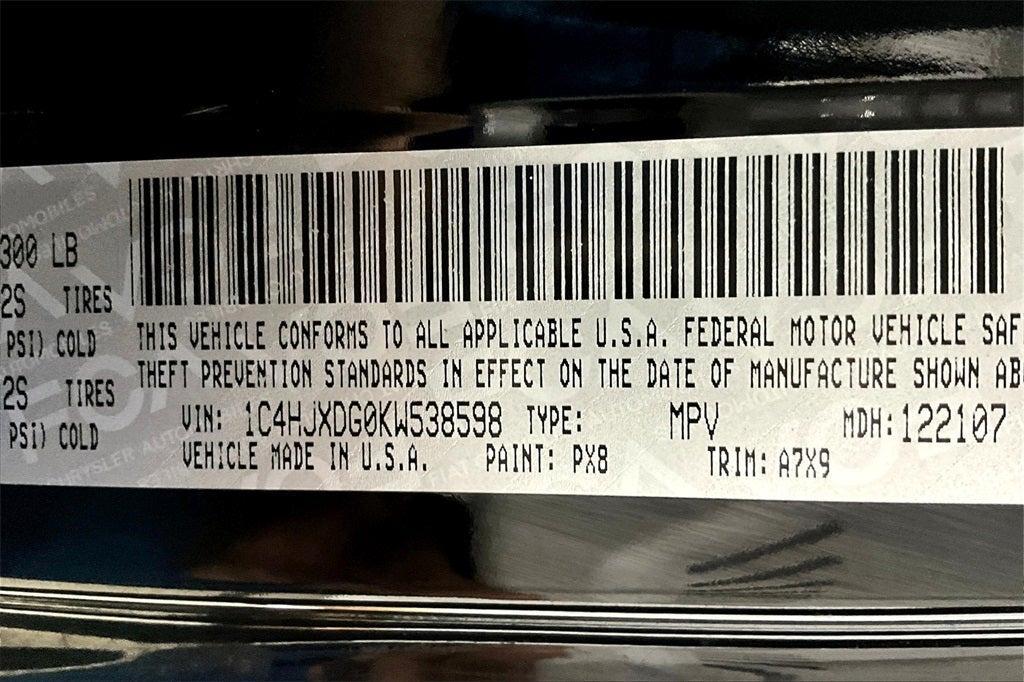 300 LB
2S TIRES
PSI) COLD
2S TIRES
PSI) COLD
THIS VEHICLE CONFORMS TO ALL APPLICABLE U.S.A. FEDERAL MOTOR VEHICLE SAF
THEFT PREVENTION STANDARDS IN EFFECT ON THE DATE OF MANUFACTURE SHOWN AB
VIN: 1C4HJXDG0KW538598 TYPE: MPV MDH: 122107
VEHICLE MADE IN U.S.A. PAINT: PX8 TRIM: A7X9